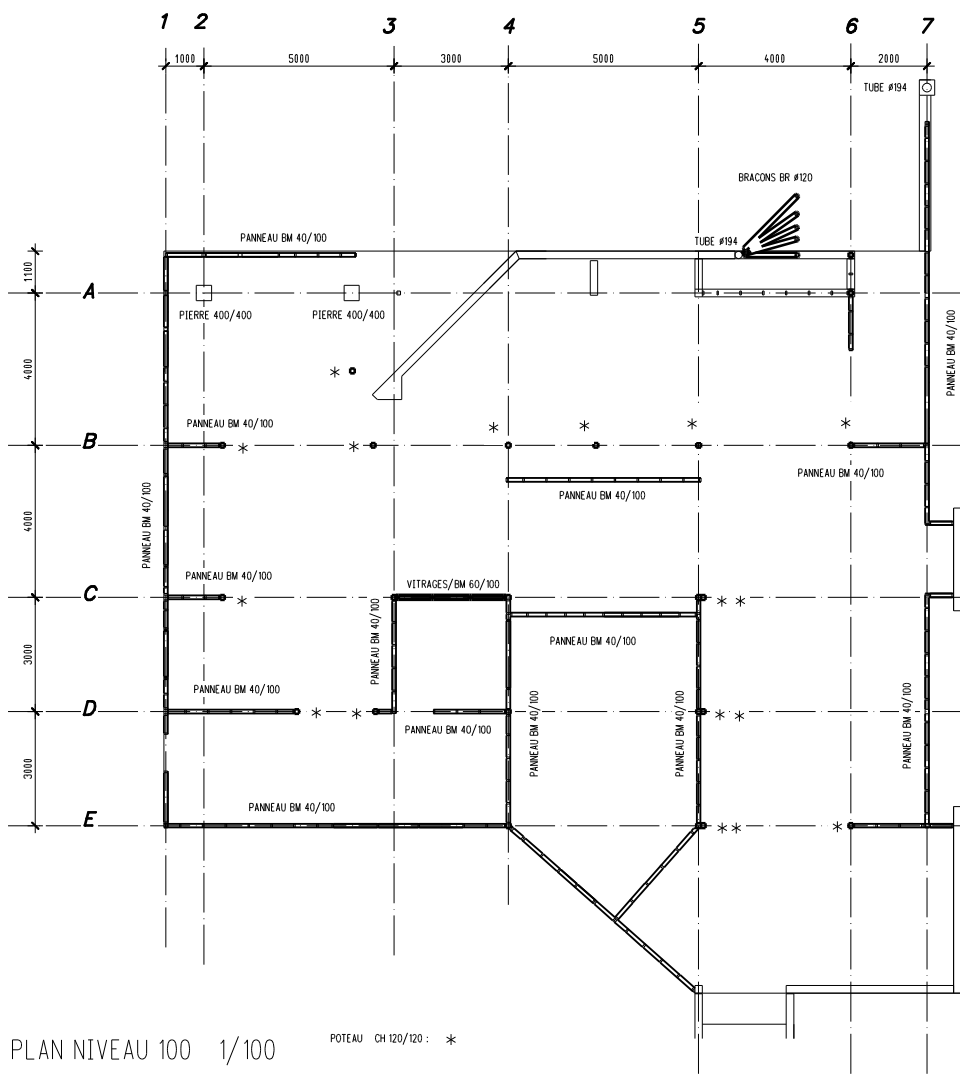 1 2 3 4 5 6 7
1000 5000 3000 5000 4000 2000
TUBE ø194
BRACONS BR ø120
PANNEAU BM 40/100
TUBE ø194
1100
A
PIERRE 400/400
PIERRE 400/400
PANNEAU BM 40/100
4000
*
PANNEAU BM 40/100
* * * *
B
* *
PANNEAU BM 40/100
PANNEAU BM 40/100
PANNEAU BM 40/100
4000
PANNEAU BM 40/100
VITRAGES/BM 60/100
C
* * *
PANNEAU BM 40/100
PANNEAU BM 40/100
3000
PANNEAU BM 40/100
D
* * * *
PANNEAU BM 40/100
PANNEAU BM 40/100
PANNEAU BM 40/100
PANNEAU BM 40/100
3000
PANNEAU BM 40/100
E
* * *
POTEAU CH 120/120 : *
PLAN NIVEAU 100 1/100